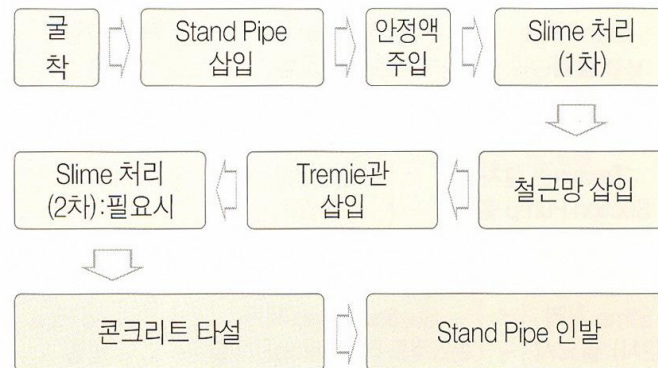 굴
착
Stand Pipe
삽입
안정액
주입
Slime 처리
(1차)
철근망 삽입
Tremie관
삽입
Slime 처리
(2차):필요시
콘크리트 타설
Stand Pipe 인발